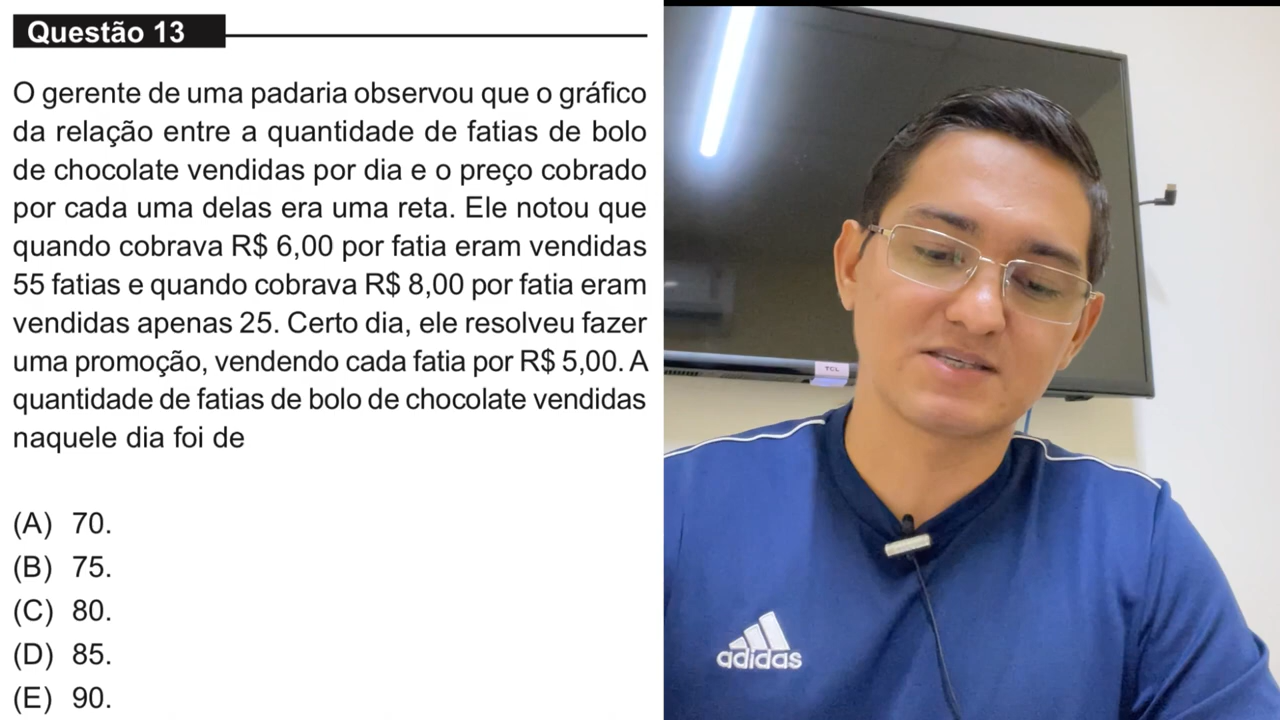 Questão 13
O gerente de uma padaria observou que o gráfico
da relação entre a quantidade de fatias de bolo
de chocolate vendidas por dia e o preço cobrado
por cada uma delas era uma reta. Ele notou que
quando cobrava R$ 6,00 por fatia eram vendidas
55 fatias e quando cobrava R$ 8,00 por fatia eram
vendidas apenas 25. Certo dia, ele resolveu fazer
uma promoção, vendendo cada fatia por R$ 5,00. A
quantidade de fatias de bolo de chocolate vendidas
naquele dia foi de
(A) 70.
(B) 75.
(C) 80.
(D) 85.
(E) 90.
TCL
adidas